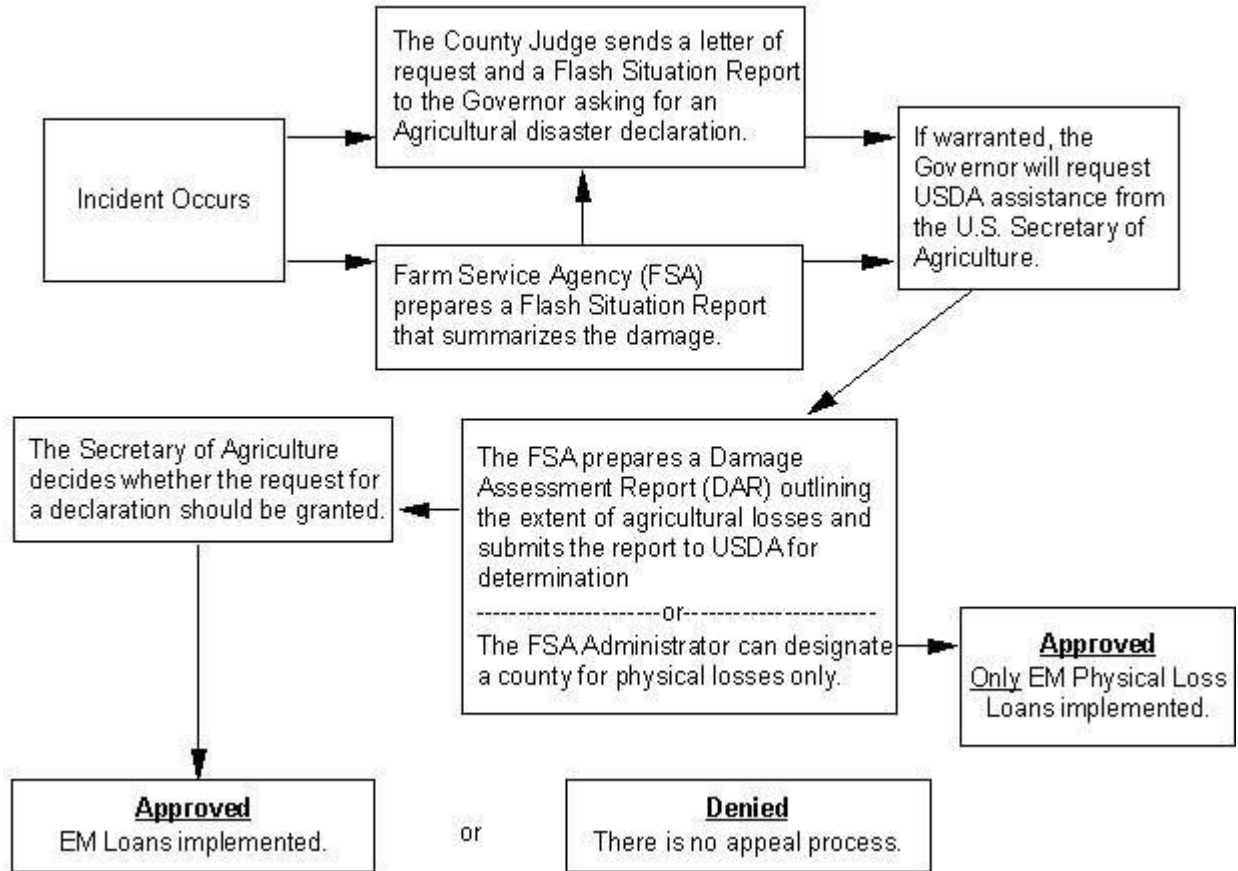 The County Judge sends a letter of
request and a Flash Situation Report
to the Governor asking for an
Agricultural disaster declaration.
Incident Occurs
If warranted, the
Governor will request
USDA assistance from
the U.S. Secretary of
Agriculture.
Farm Service Agency (FSA)
prepares a Flash Situation Report
that summarizes the damage.
The Secretary of Agriculture
decides whether the request for
a declaration should be granted.
The FSA prepares a Damage
Assessment Report (DAR) outlining
the extent of agricultural losses and
submits the report to USDA for
determination
----------------------or-----------------------
The FSA Administrator can designate
a county for physical losses only.
Approved
Only EM Physical Loss
Loans implemented.
Approved
EM Loans implemented.
or
Denied
There is no appeal process.